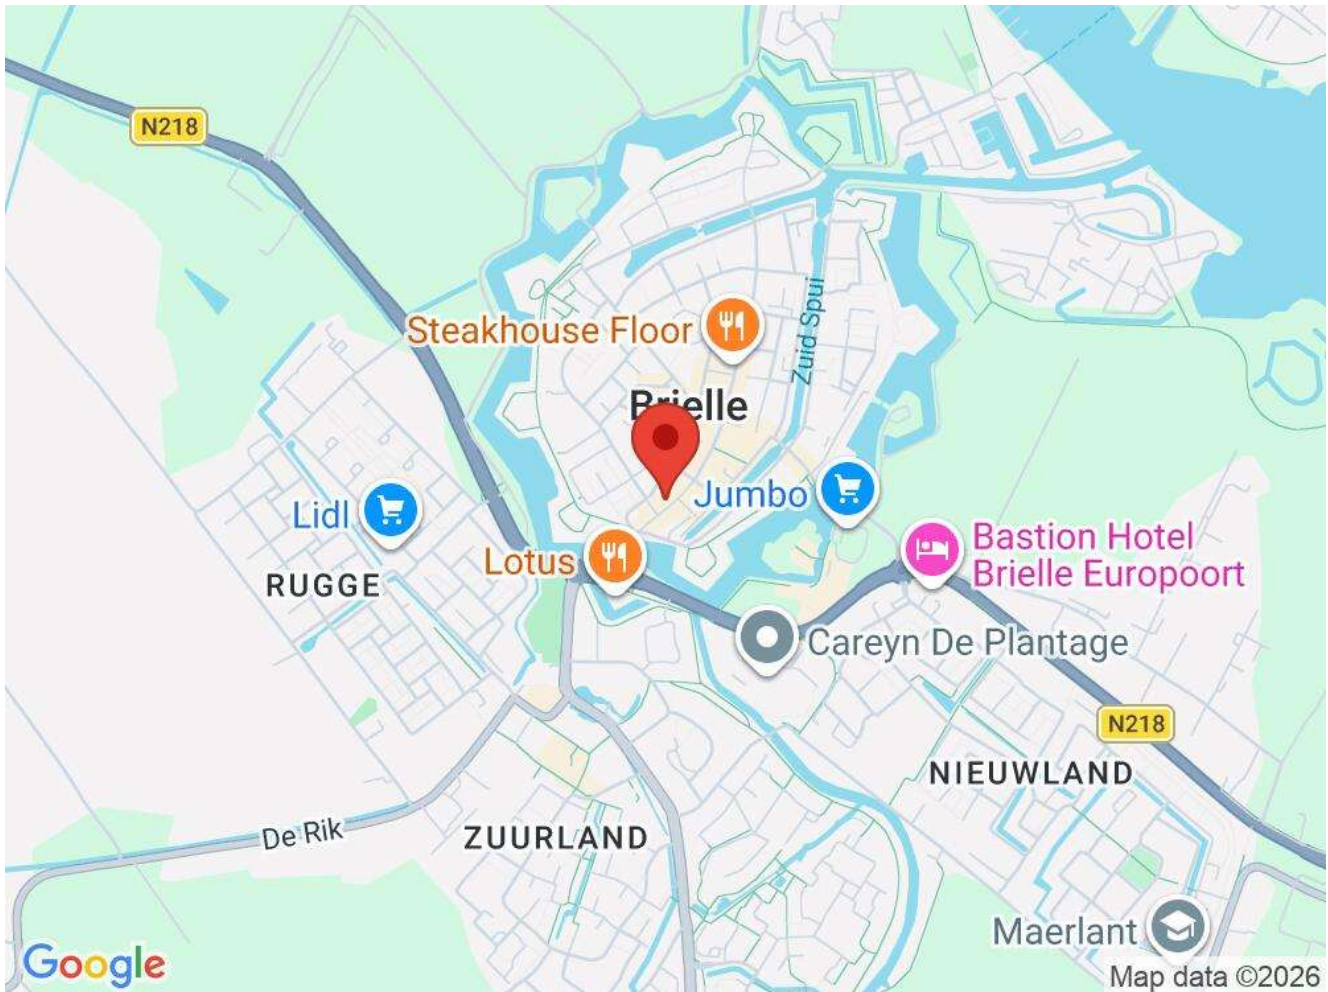 N218
Zuid Spui
Steakhouse Floor
Brielle
Jumbo
Lidl
Bastion Hotel
Brielle Europoort
Lotus
RUGGE
Careyn De Plantage
N218
NIEUWLAND
De Rik
ZUURLAND
Maerlant
Google
Map data ©2026